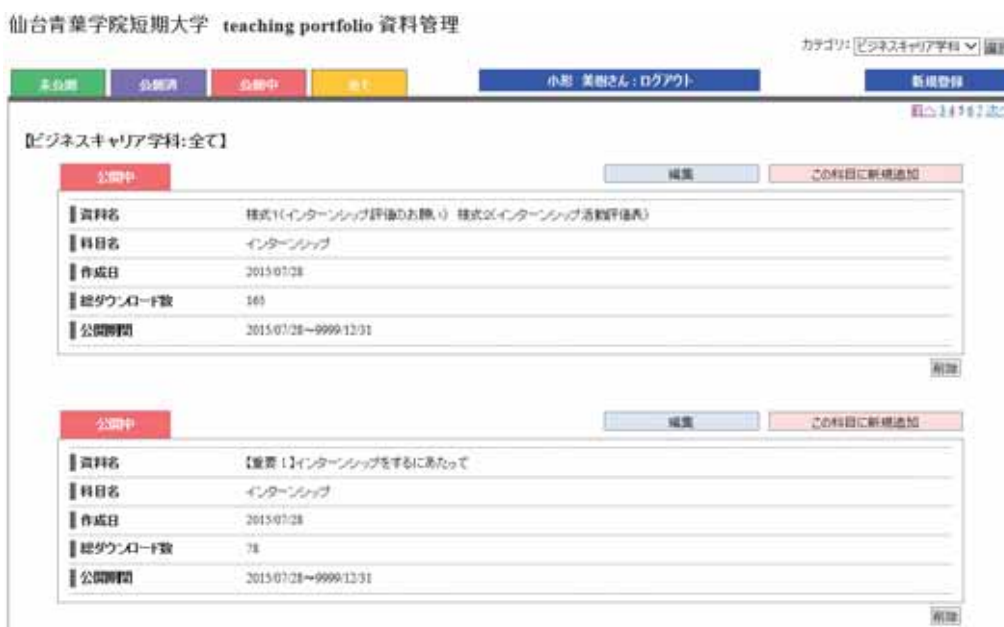 仙台青葉学院短期大学 teaching portfolio 資料管理
カテゴリ: ビジネスキャリア学科
未公開 公開済 公開中 全て 小形 美樹さん:ログアウト 新規登録
前へ 3 4 5 6 7 次へ
【ビジネスキャリア学科:全て】
公開中 編集 この科目に新規追加
資料名 様式1(インターンシップ評価のお願い) 様式2(インターンシップ活動評価表)
科目名 インターンシップ
作成日 2015/07/28
総ダウンロード数
公開期間 2015/07/28~9999/12/31
削除
公開中 編集 この科目に新規追加
資料名 【重要!】インターンシップをするにあたって
科目名 インターンシップ
作成日 2015/07/28
総ダウンロード数 78
公開期間 2015/07/28~9999/12/31
削除